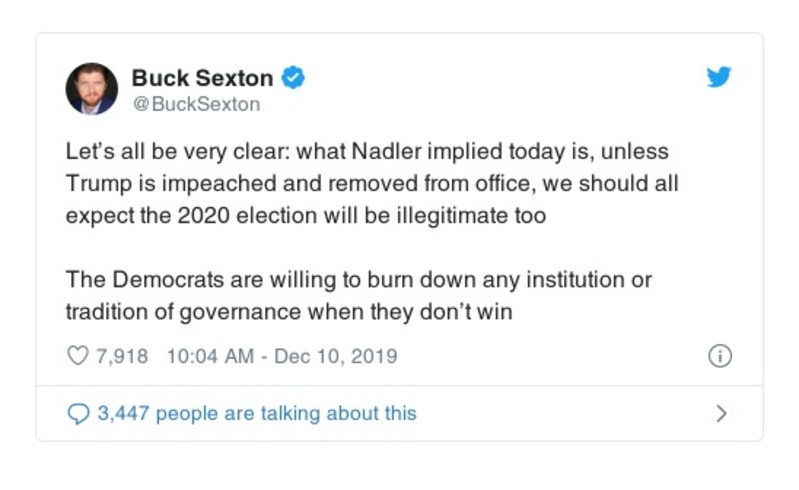 Buck Sexton
@BuckSexton
Let’s all be very clear: what Nadler implied today is, unless
Trump is impeached and removed from office, we should all
expect the 2020 election will be illegitimate too
The Democrats are willing to burn down any institution or
tradition of governance when they don’t win
7,918 10:04 AM - Dec 10, 2019
3,447 people are talking about this